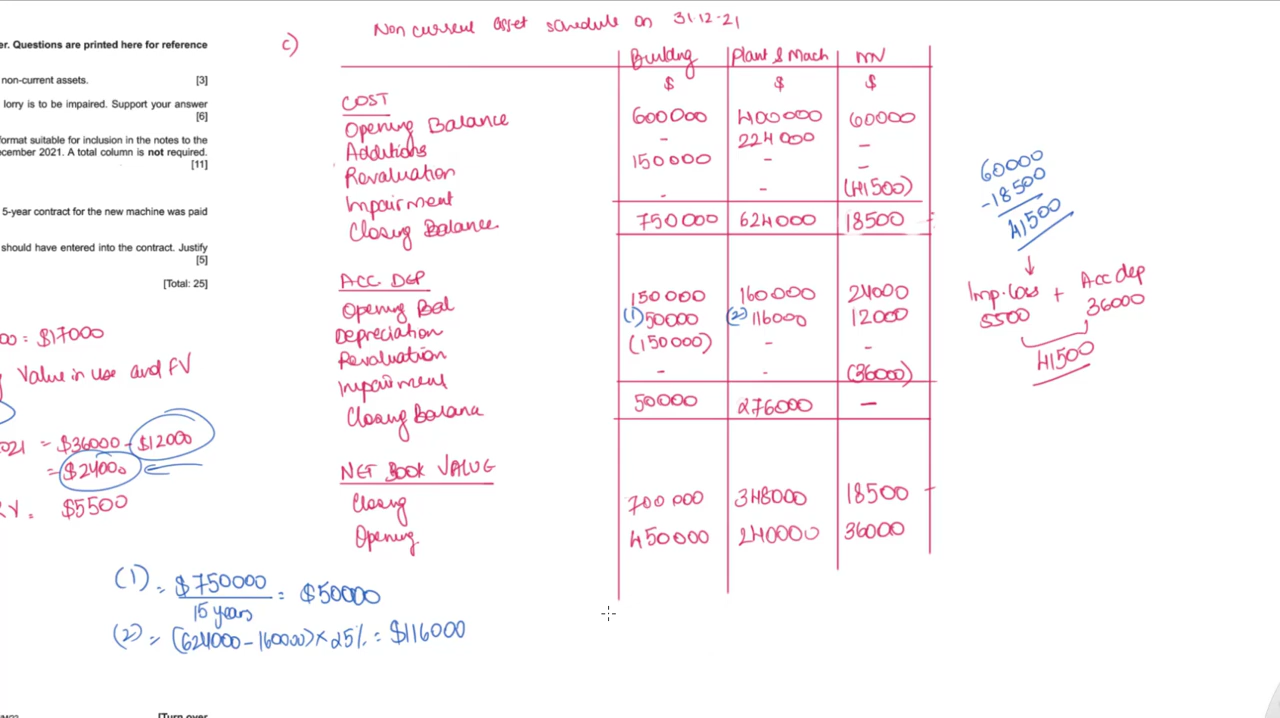 Non current asset schedule on 31.12.21
er. Questions are printed here for reference
c)
non-current assets. [3]
lorry is to be impaired. Support your answer
[6]
format suitable for inclusion in the notes to the
cember 2021. A total column is not required.
[11]
5-year contract for the new machine was paid
should have entered into the contract. Justify
[5]
[Total: 25]
00 = $17000
Value in use and FV
2021 = $36000 - $12000
= $24000
$5500
Building Plant & Mach MV
$ $ $
COST
Opening Balance 600000 400000 60000
Additions - 224000 -
Revaluation 150000 - -
Impairment - - (41500)
Closing Balance 750000 624000 18500
ACC DEP
Opening Bal 150000 160000 24000
Depreciation (1) 50000 (2) 116000 12000
Revaluation (150000) - -
Impairment - - (36000)
Closing Balance 50000 276000 -
NET BOOK VALUE
Closing 700000 348000 18500
Opening 450000 240000 36000
60000
-18500
41500
Imp. loss + Acc dep
5500 36000
41500
(1) = $750000 / 15 years = $50000
(2) = (624000 - 160000) × 25% = $116000
[Turn over